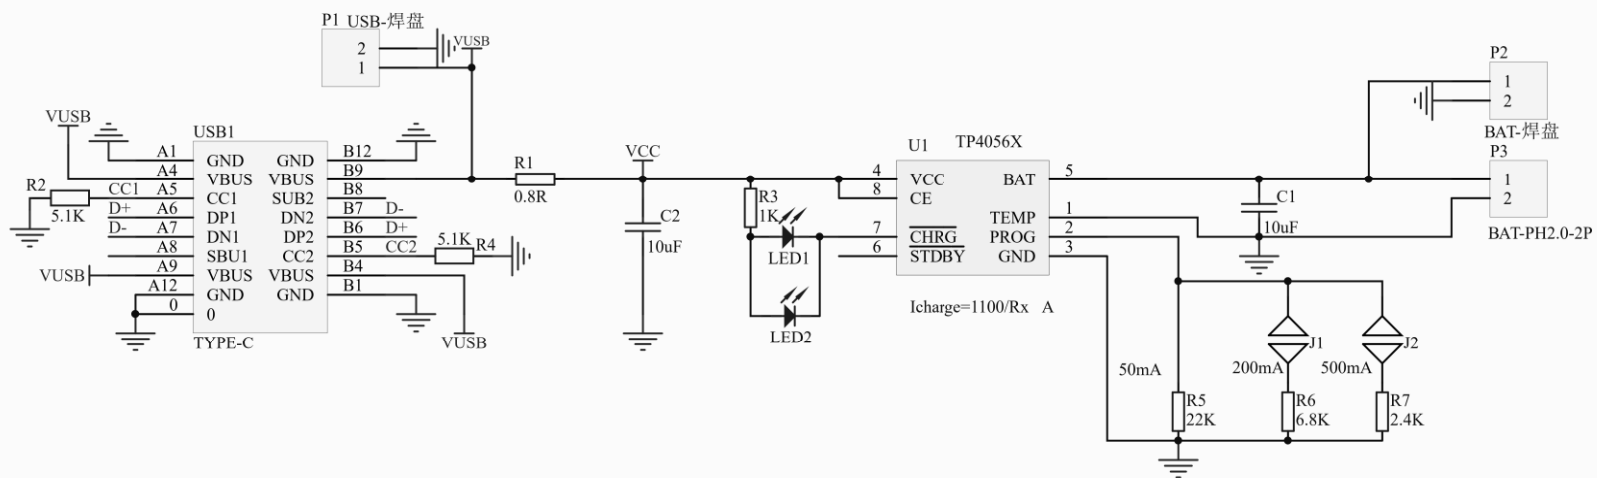 P1 USB-焊盘
2
1
VUSB
VUSB
USB1
A1 GND GND B12
A4 VBUS VBUS B9
R2 CC1 A5 CC1 SUB2 B8
5.1K D+ A6 DP1 DN2 B7 D-
D- A7 DN1 DP2 B6 D+
A8 SBU1 CC2 B5 CC2 5.1K R4
VUSB A9 VBUS VBUS B4
A12 GND GND B1
0 0
TYPE-C
VUSB
R1
0.8R
VCC
C2
10uF
R3
1K
LED1
LED2
U1 TP4056X
4 VCC BAT 5
8 CE
TEMP 1
7 CHRG PROG 2
6 STDBY GND 3
Icharge=1100/Rx A
C1
10uF
P2
1
2
BAT-焊盘
P3
1
2
BAT-PH2.0-2P
J1 J2
50mA 200mA 500mA
R5 R6 R7
22K 6.8K 2.4K